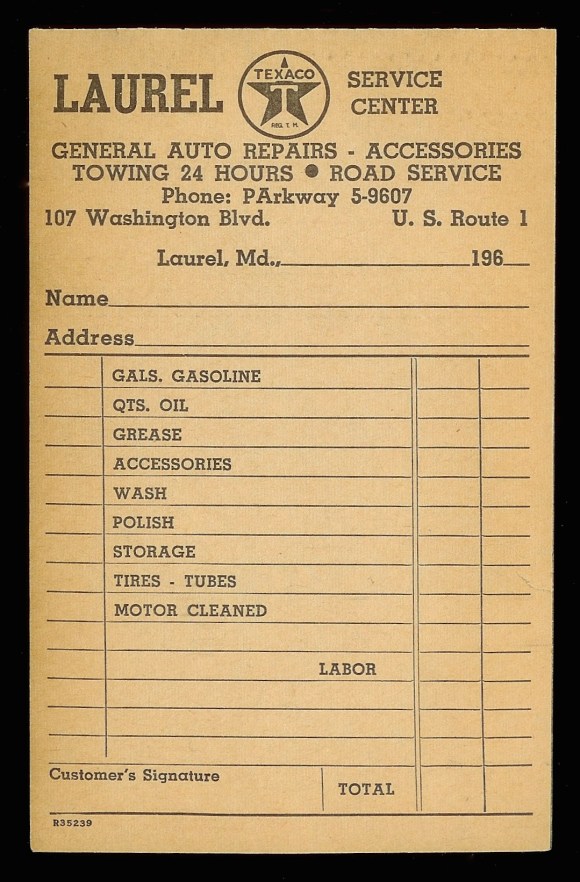 LAUREL TEXACO SERVICE
T
REG. T. M. CENTER
GENERAL AUTO REPAIRS - ACCESSORIES
TOWING 24 HOURS ● ROAD SERVICE
Phone: PArkway 5-9607
107 Washington Blvd. U. S. Route 1
Laurel, Md., 196
Name
Address
GALS. GASOLINE
QTS. OIL
GREASE
ACCESSORIES
WASH
POLISH
STORAGE
TIRES - TUBES
MOTOR CLEANED
LABOR
Customer's Signature
TOTAL
R35239